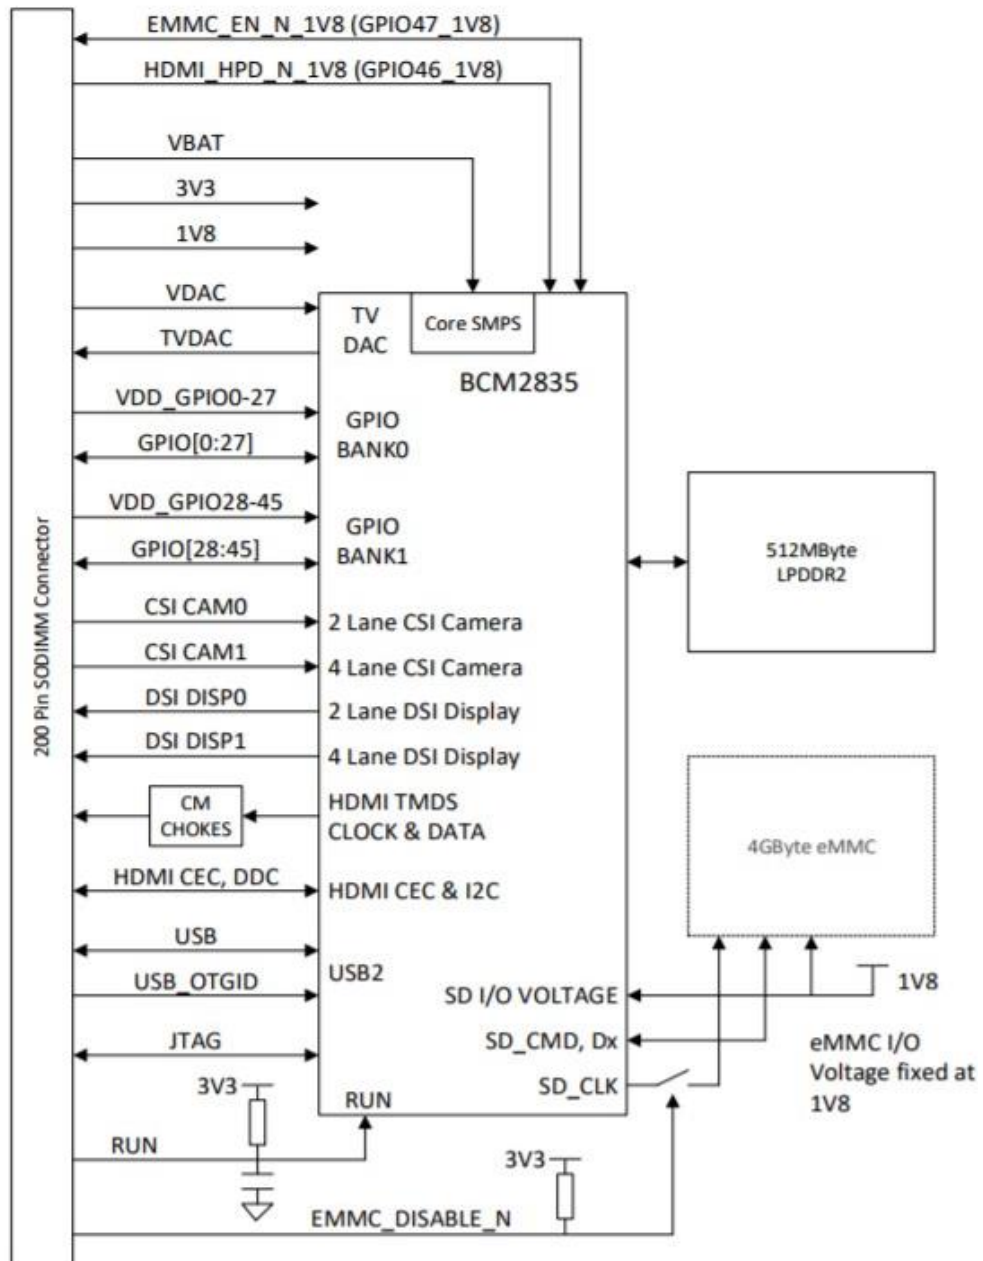 EMMC_EN_N_1V8 (GPIO47_1V8)
HDMI_HPD_N_1V8 (GPIO46_1V8)
VBAT
3V3
1V8
VDAC
TVDAC
TV
DAC
Core SMPS
BCM2835
VDD_GPIO0-27
GPIO[0:27]
GPIO
BANK0
VDD_GPIO28-45
GPIO[28:45]
GPIO
BANK1
200 Pin SODIMM Connector
512MByte
LPDDR2
CSI CAM0
2 Lane CSI Camera
CSI CAM1
4 Lane CSI Camera
DSI DISP0
2 Lane DSI Display
DSI DISP1
4 Lane DSI Display
CM
CHOKES
HDMI TMDS
CLOCK & DATA
4GByte eMMC
HDMI CEC, DDC
HDMI CEC & I2C
USB
USB_OTGID
USB2
SD I/O VOLTAGE
1V8
JTAG
SD_CMD, Dx
eMMC I/O
Voltage fixed at
1V8
SD_CLK
3V3
RUN
RUN
3V3
EMMC_DISABLE_N